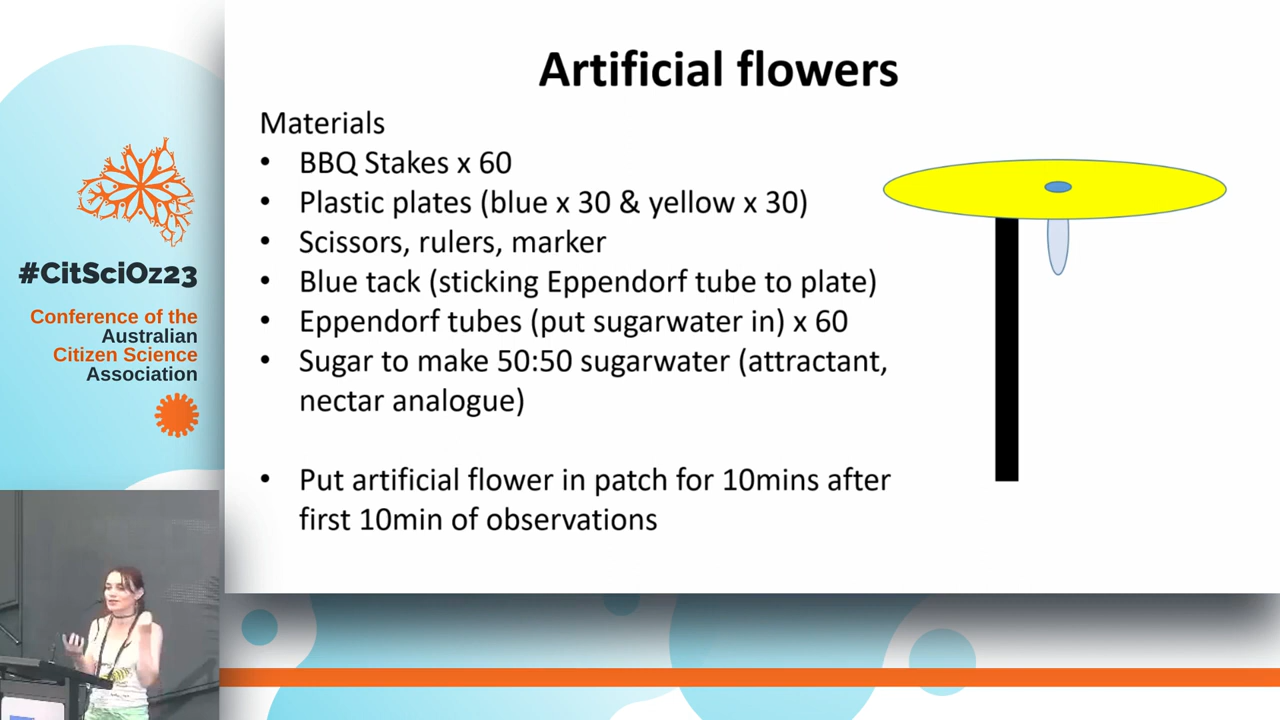 Artificial flowers
Materials
• BBQ Stakes x 60
• Plastic plates (blue x 30 & yellow x 30)
• Scissors, rulers, marker
• Blue tack (sticking Eppendorf tube to plate)
• Eppendorf tubes (put sugarwater in) x 60
• Sugar to make 50:50 sugarwater (attractant,
nectar analogue)
• Put artificial flower in patch for 10mins after
first 10min of observations
#CitSciOz23
Conference of the
Australian
Citizen Science
Association